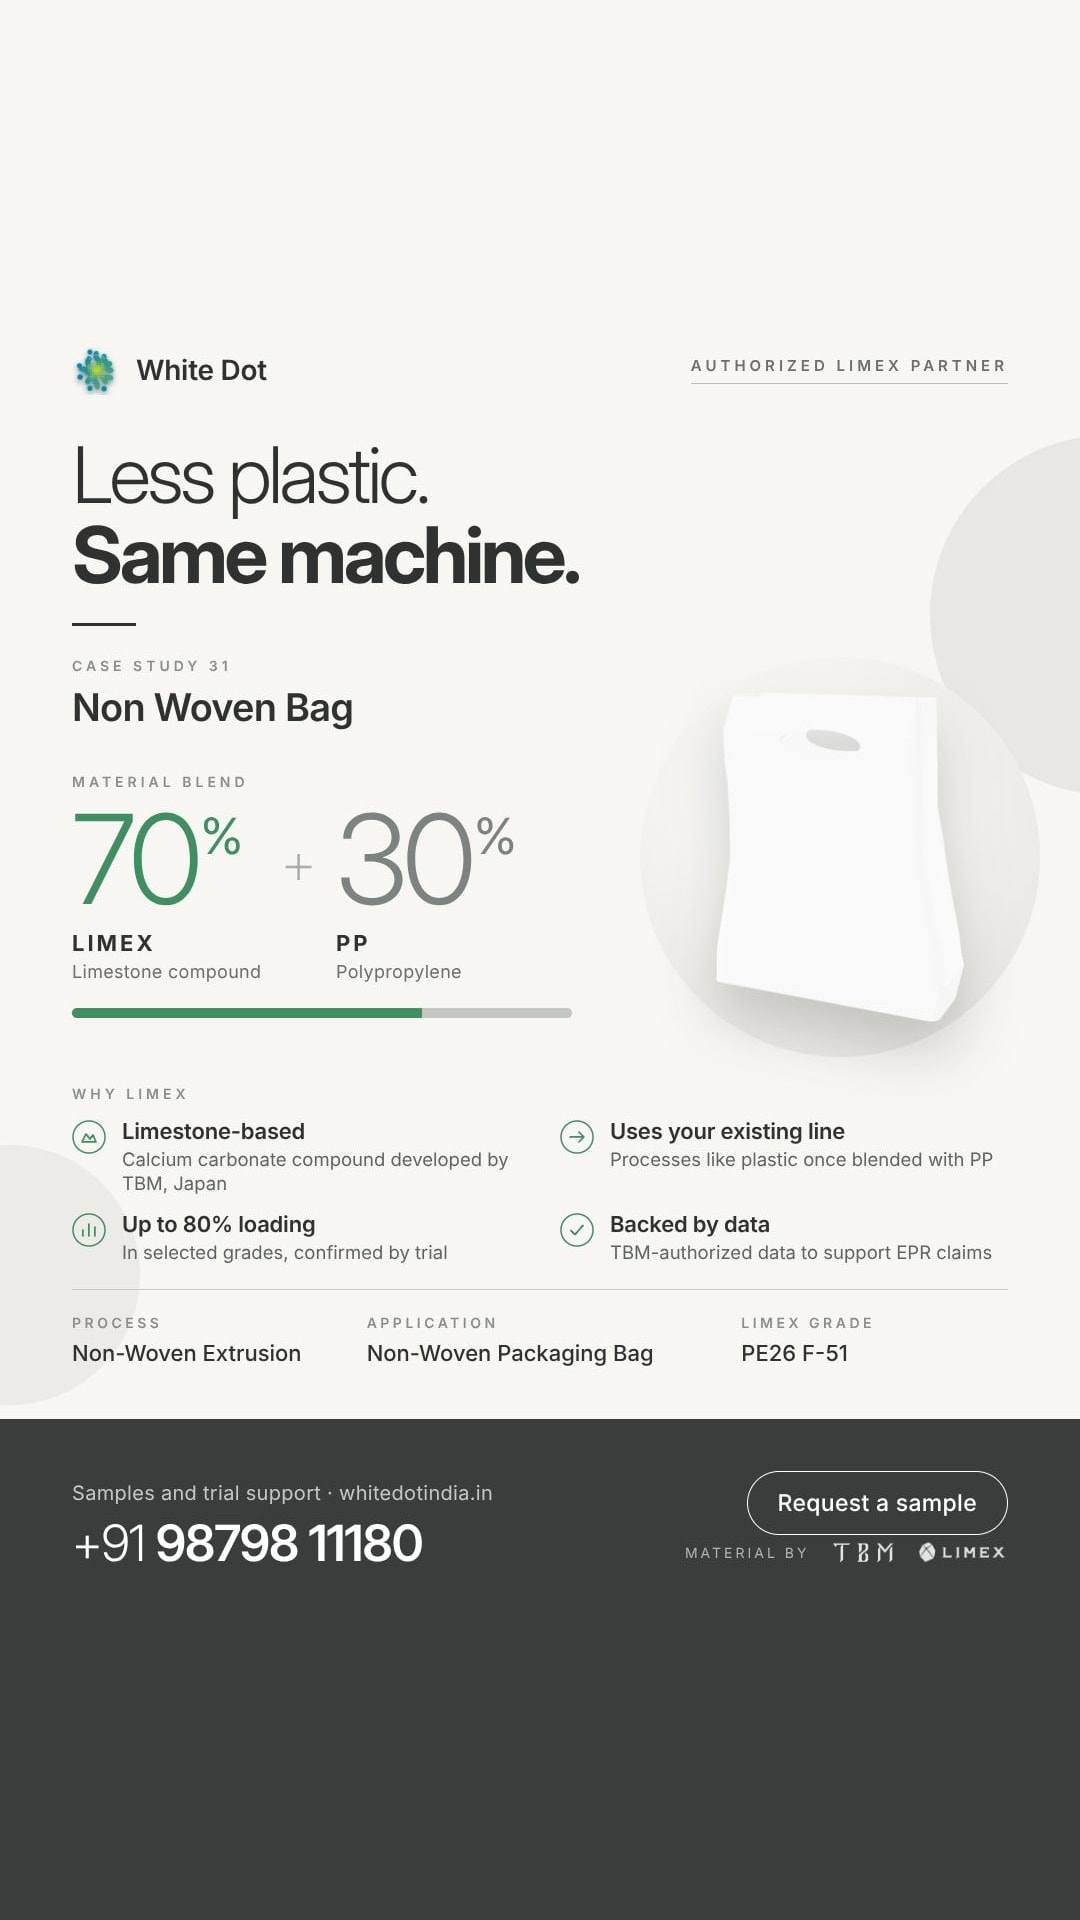 White Dot
AUTHORIZED LIMEX PARTNER
Less plastic.
Same machine.
CASE STUDY 31
Non Woven Bag
MATERIAL BLEND
70% + 30%
LIMEX
Limestone compound
PP
Polypropylene
WHY LIMEX
Limestone-based
Calcium carbonate compound developed by
TBM, Japan
Uses your existing line
Processes like plastic once blended with PP
Up to 80% loading
In selected grades, confirmed by trial
Backed by data
TBM-authorized data to support EPR claims
PROCESS
Non-Woven Extrusion
APPLICATION
Non-Woven Packaging Bag
LIMEX GRADE
PE26 F-51
Samples and trial support · whitedotindia.in
+91 98798 11180
Request a sample
MATERIAL BY TBM LIMEX